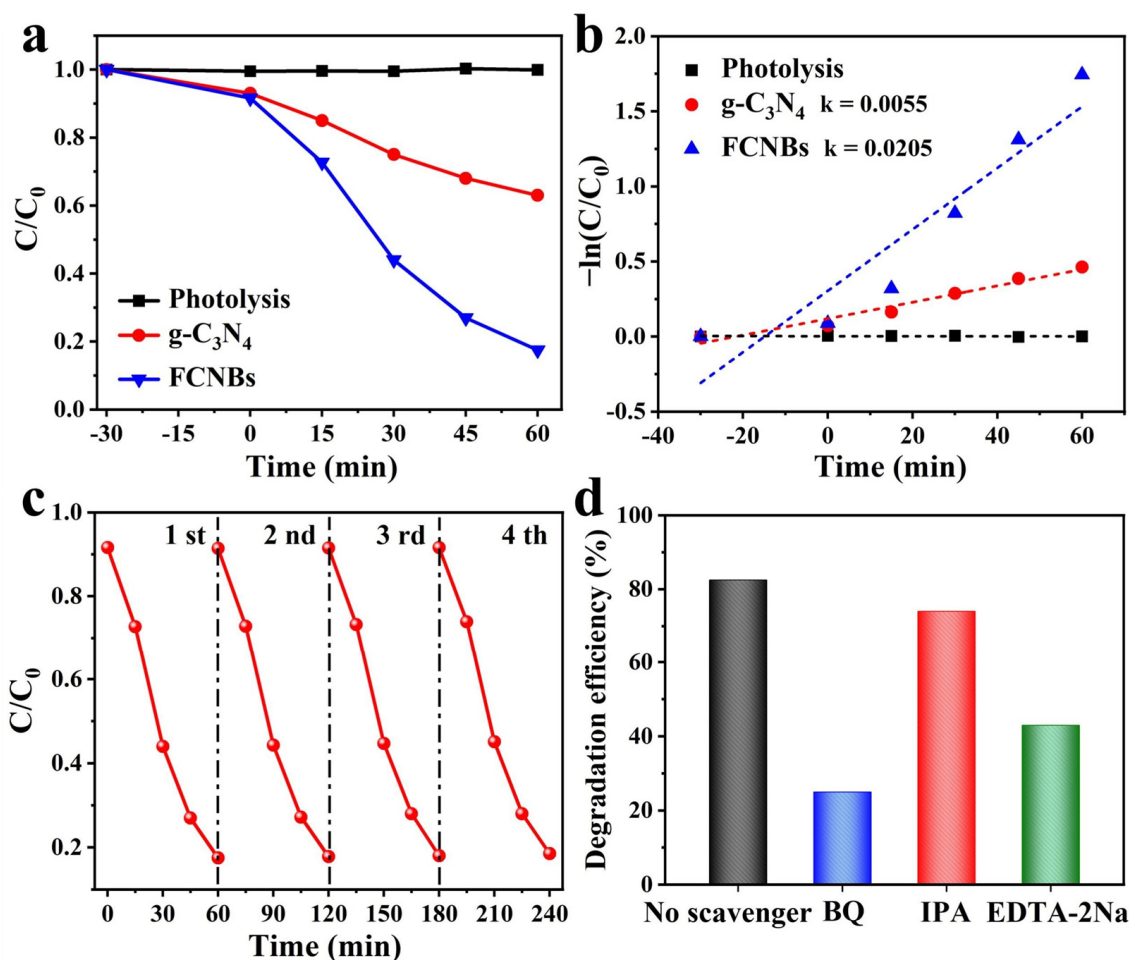 a
C/C₀
1.0
0.8
0.6
0.4
0.2
0.0
Photolysis
g-C₃N₄
FCNBs
-30 -15 0 15 30 45 60
Time (min)
b
−ln(C/C₀)
2.0
1.5
1.0
0.5
0.0
-0.5
Photolysis
g-C₃N₄ k = 0.0055
FCNBs k = 0.0205
-40 -20 0 20 40 60
Time (min)
c
C/C₀
1.0
0.8
0.6
0.4
0.2
1 st 2 nd 3 rd 4 th
0 30 60 90 120 150 180 210 240
Time (min)
d
Degradation efficiency (%)
100
80
60
40
20
0
No scavenger BQ IPA EDTA-2Na